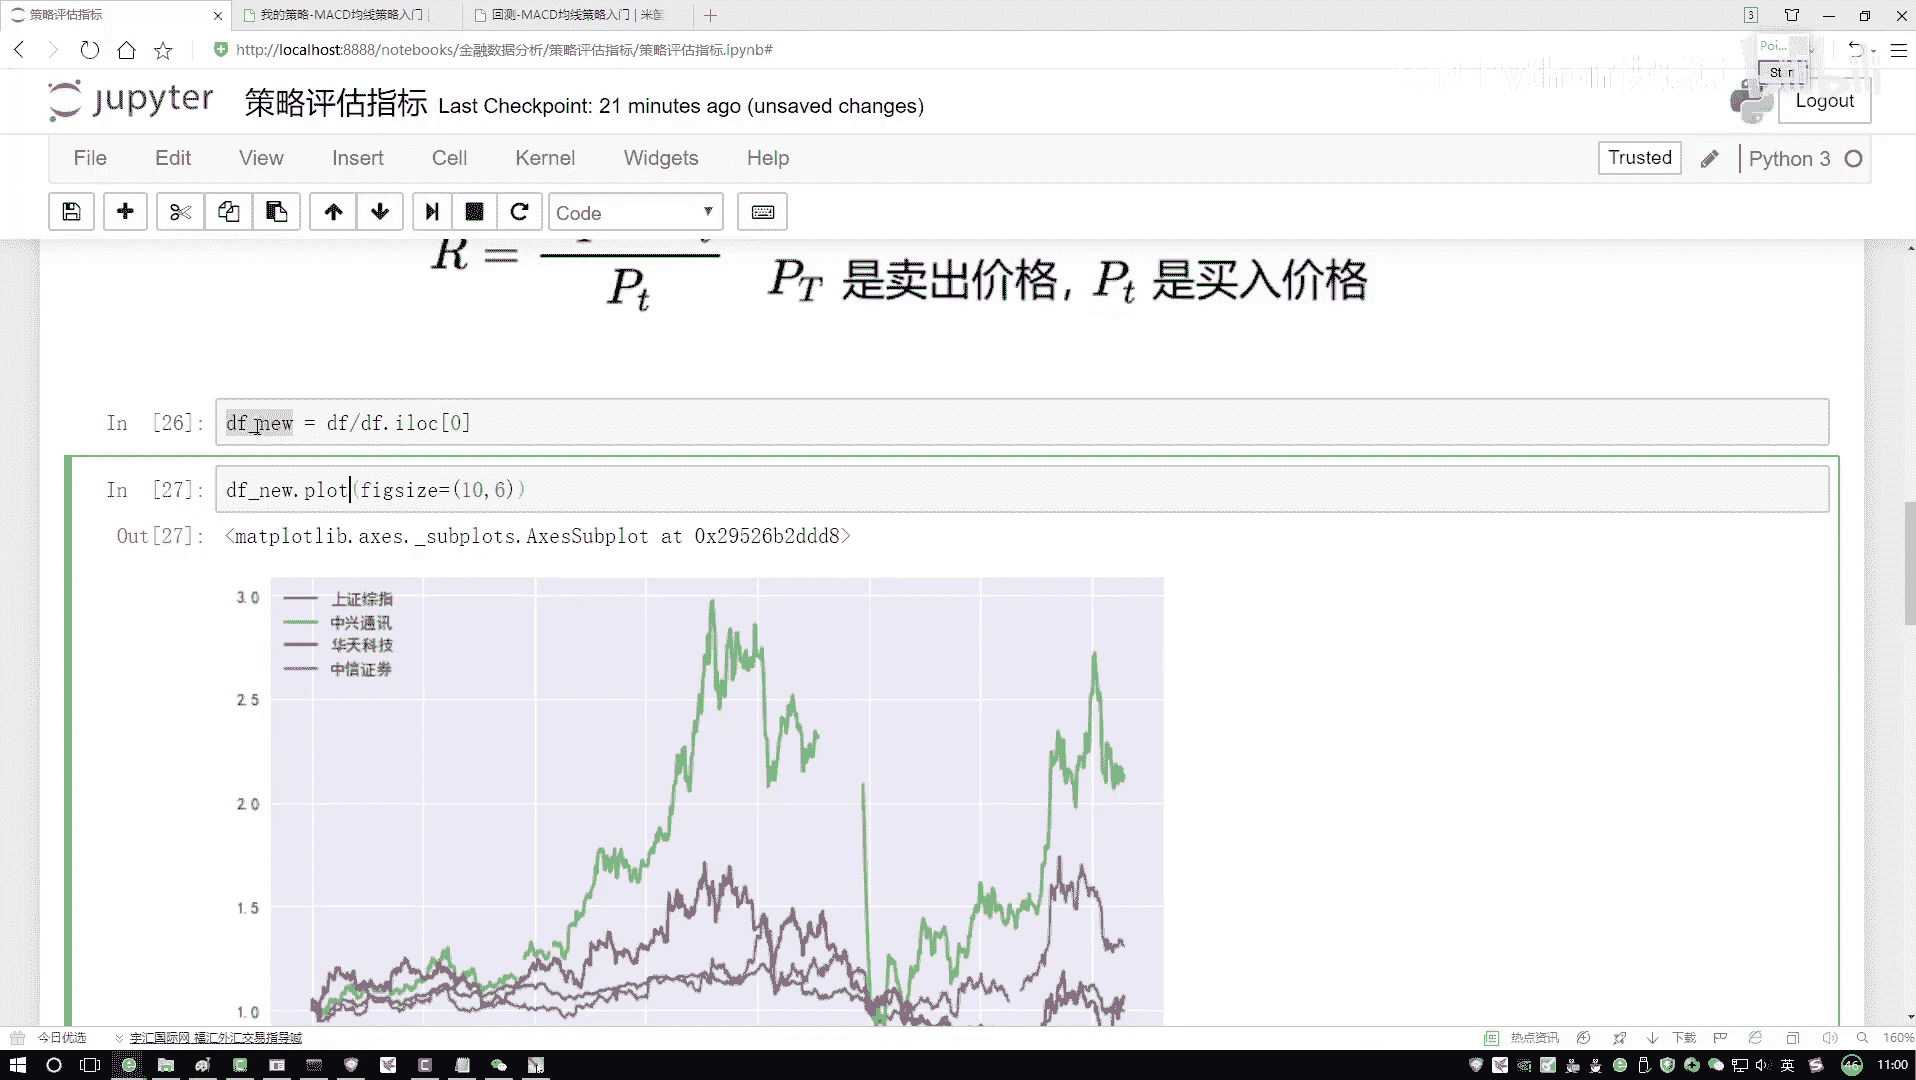 策略评估指标
我的策略-MACD均线策略入门
回测-MACD均线策略入门 | 米筐
3
http://localhost:8888/notebooks/金融数据分析/策略评估指标/策略评估指标.ipynb#
Poi...
Star
jupyter 策略评估指标 Last Checkpoint: 21 minutes ago (unsaved changes)
Logout
File Edit View Insert Cell Kernel Widgets Help
Trusted
Python 3
Code
R = P_t
P_T 是卖出价格, P_t 是买入价格
In [26]: df_new = df/df.iloc[0]
In [27]: df_new.plot(figsize=(10,6))
Out[27]: <matplotlib.axes._subplots.AxesSubplot at 0x29526b2ddd8>
上证综指
中兴通讯
华天科技
中信证券
3.0
2.5
2.0
1.5
1.0
今日优选
宇汇国际网 福汇外汇交易指导喊
热点资讯
下载
160%
英
46
11:00